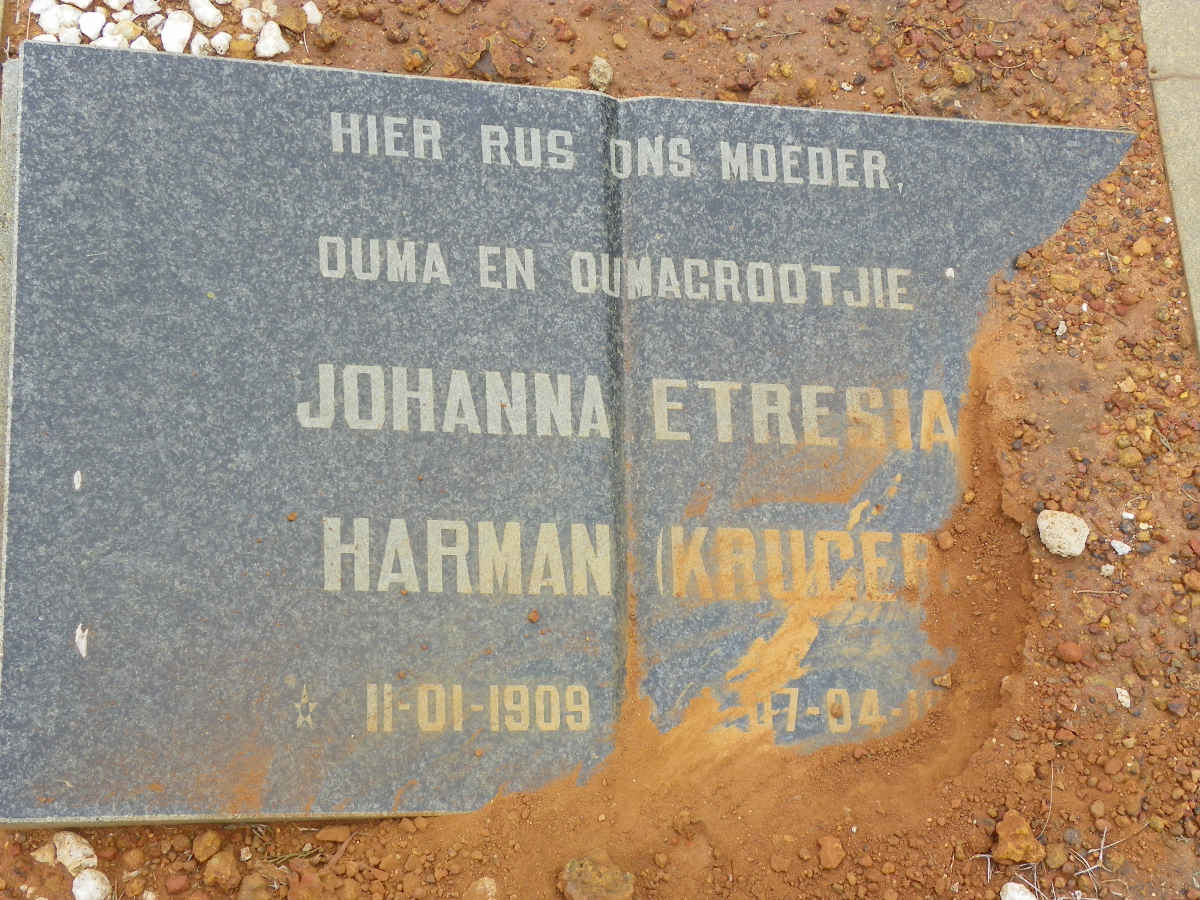 HIER RUS ONS MOEDER,
OUMA EN OUMAGROOTJIE
JOHANNA ETRESIA
HARMAN (KRUGER
11-01-1909